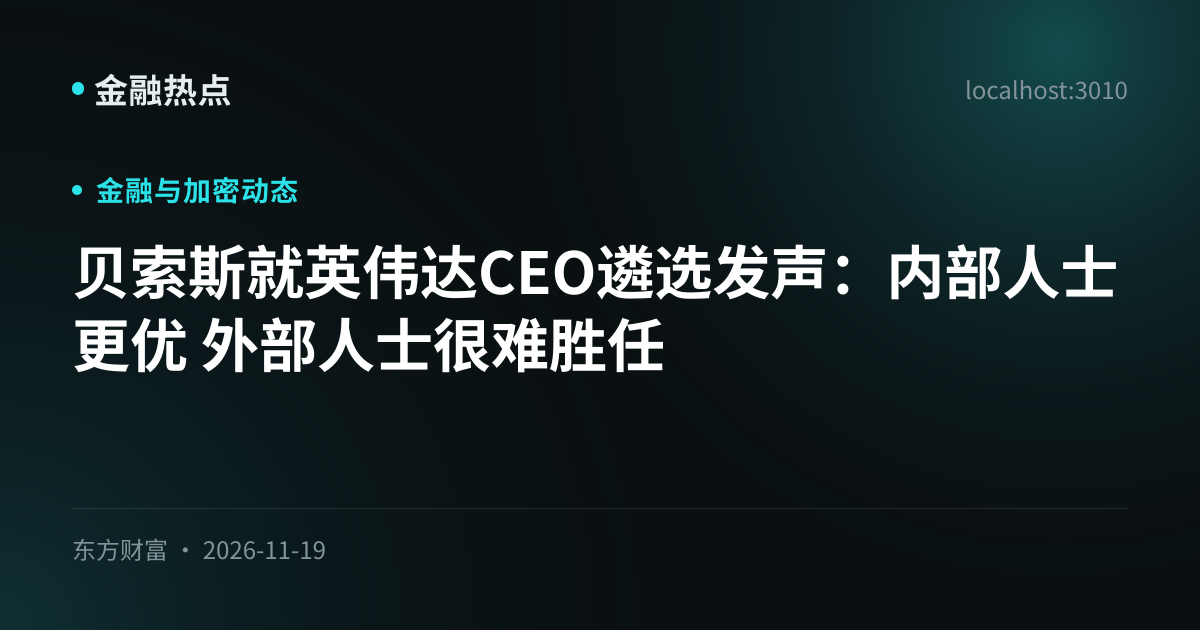 金融热点
localhost:3010
金融与加密动态
贝索斯就英伟达CEO遴选发声：内部人士
更优 外部人士很难胜任
东方财富 · 2026-11-19